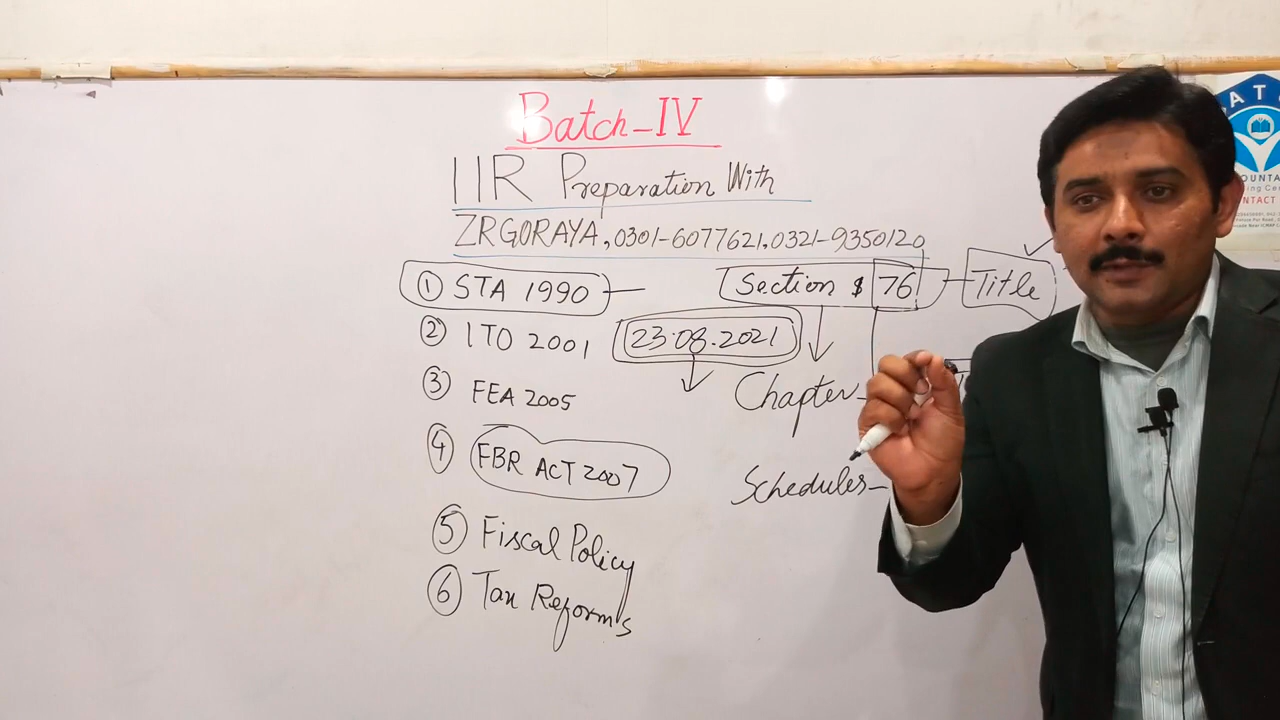 Batch-IV
IIR Preparation With
ZRGORAYA, 0301-6077621, 0321-9350120
① STA 1990
Section $ 76
Title
② ITO 2001
23.08.2021
③ FEA 2005
Chapter
④ FBR ACT 2007
Schedules
⑤ Fiscal Policy
⑥ Tax Reforms
CONTACT